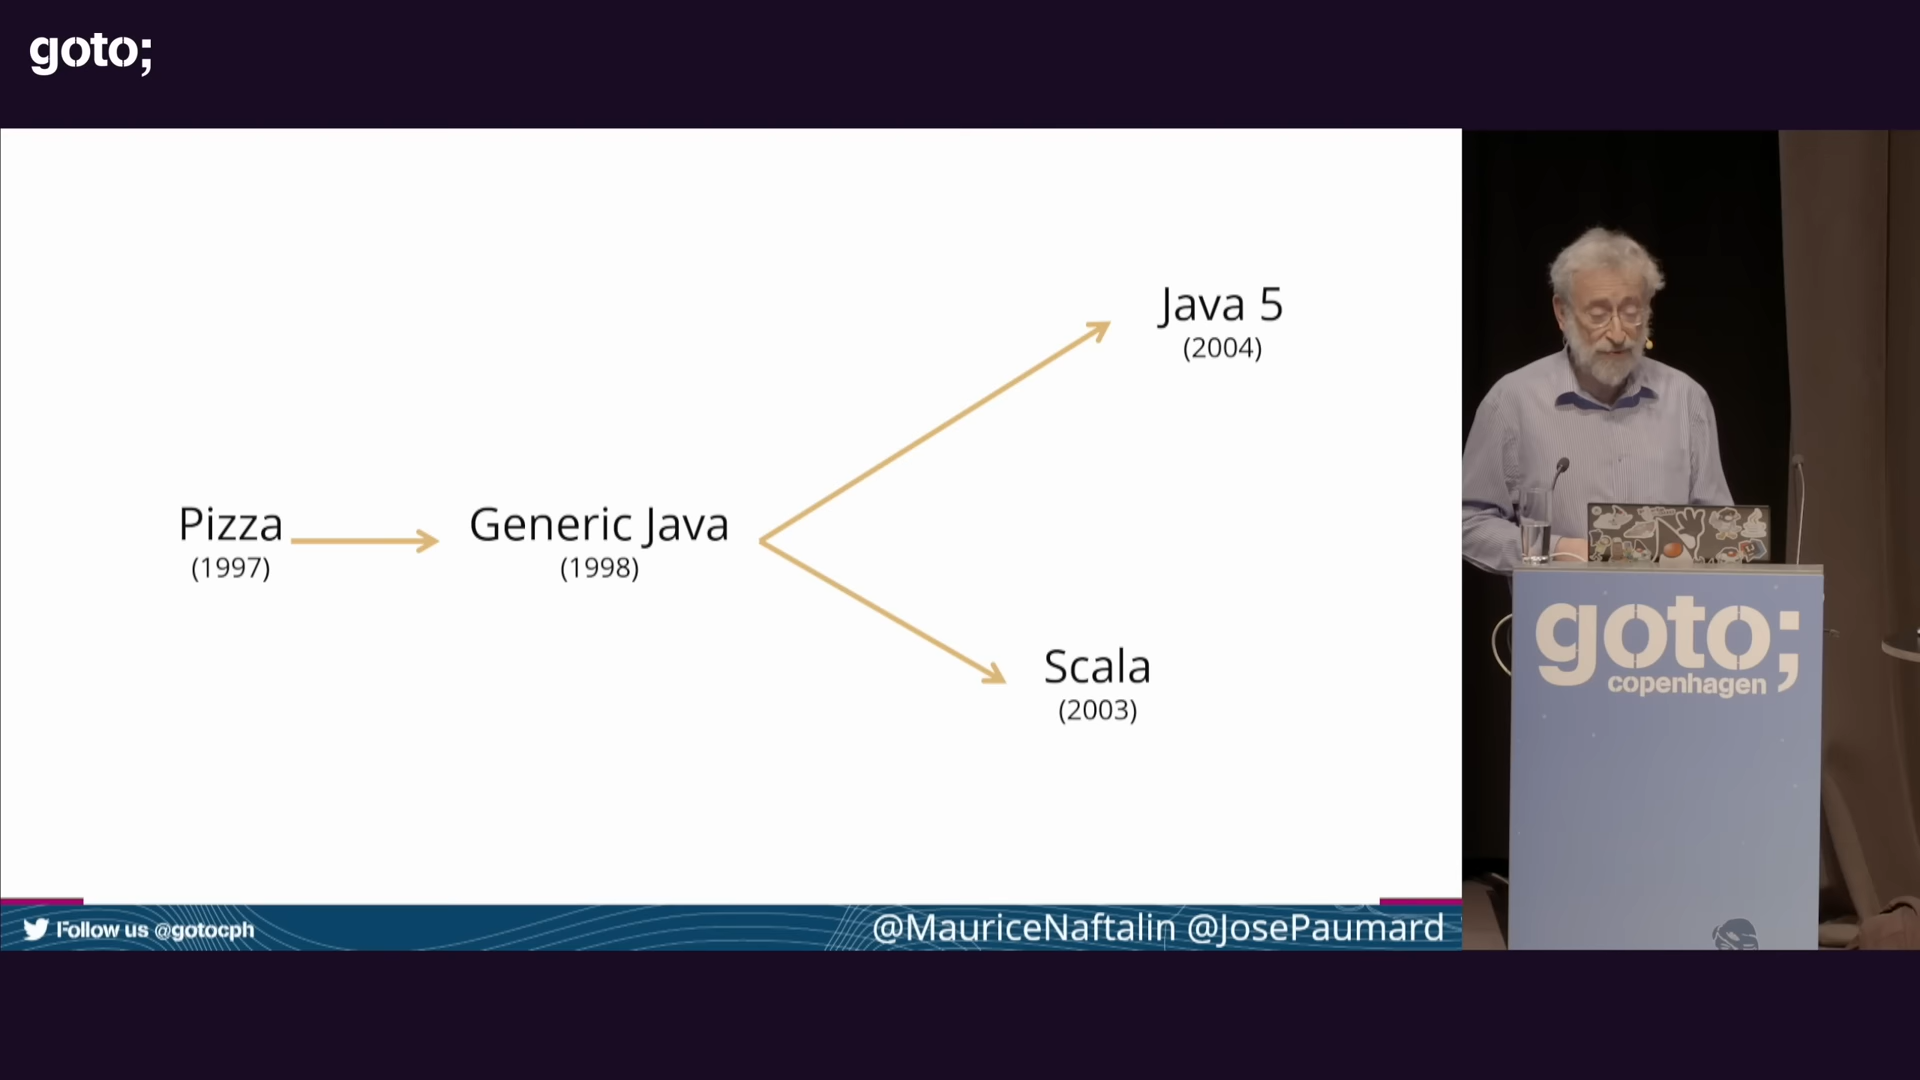 goto;
Java 5
(2004)
Pizza
(1997)
Generic Java
(1998)
Scala
(2003)
Follow us @gotocph
@MauriceNaftalin @JosePaumard
goto;
copenhagen